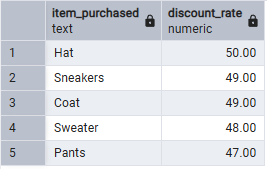 item_purchased discount_rate
text numeric
1 Hat 50.00
2 Sneakers 49.00
3 Coat 49.00
4 Sweater 48.00
5 Pants 47.00